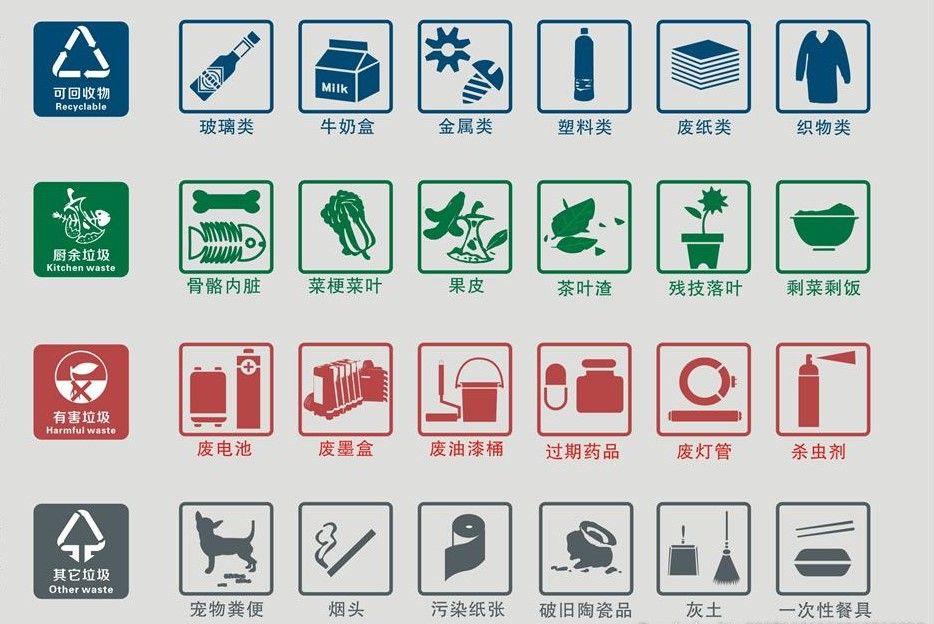 可回收物
Recyclable
Milk
玻璃类
牛奶盒
金属类
塑料类
废纸类
织物类
厨余垃圾
Kitchen waste
骨骼内脏
菜梗菜叶
果皮
茶叶渣
残技落叶
剩菜剩饭
有害垃圾
Harmful waste
废电池
废墨盒
废油漆桶
过期药品
废灯管
杀虫剂
其它垃圾
Other waste
宠物粪便
烟头
污染纸张
破旧陶瓷品
灰土
一次性餐具